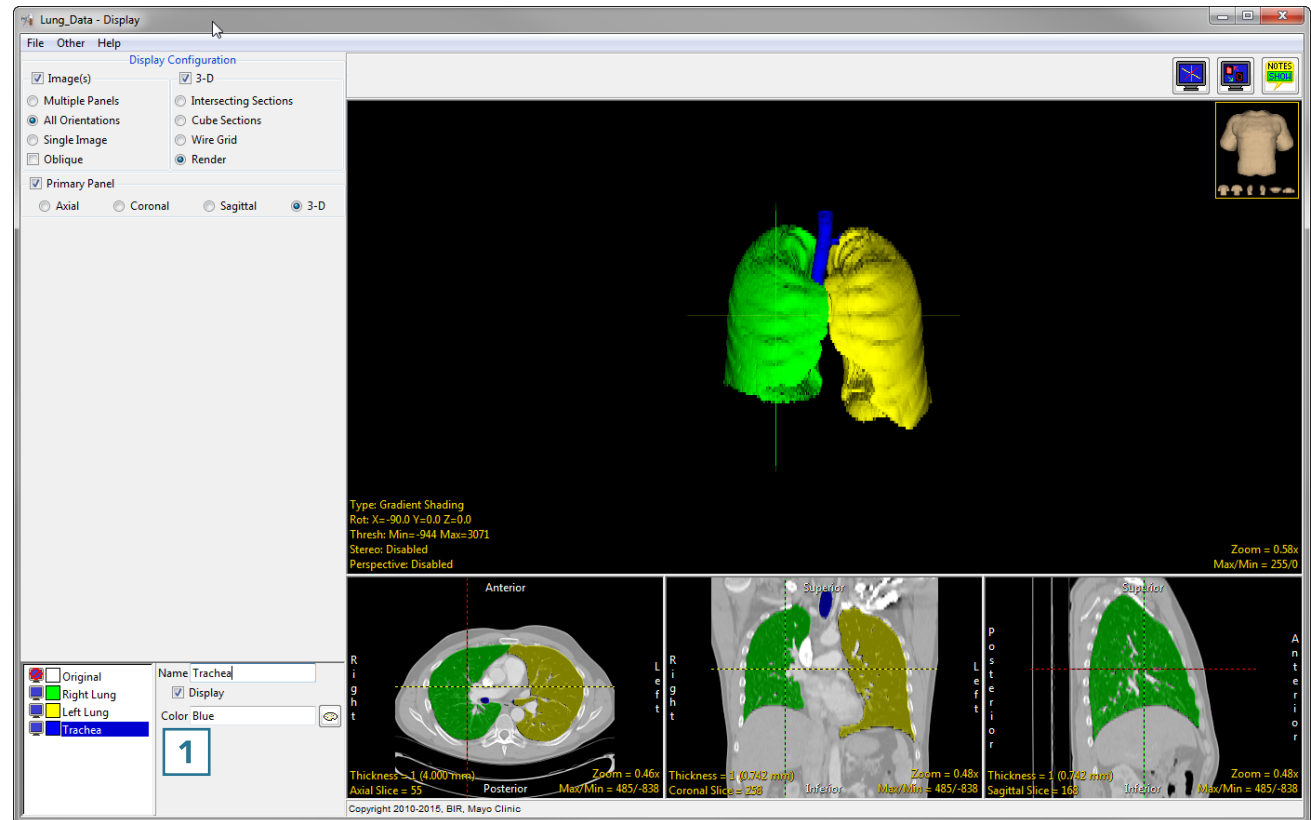 Lung_Data - Display
File Other Help
Display Configuration
Image(s)
3-D
Multiple Panels
Intersecting Sections
All Orientations
Cube Sections
Single Image
Wire Grid
Oblique
Render
Primary Panel
Axial
Coronal
Sagittal
3-D
NOTES
SHOW
Type: Gradient Shading
Rot: X=-90.0 Y=0.0 Z=0.0
Thresh: Min=-944 Max=3071
Stereo: Disabled
Perspective: Disabled
Zoom = 0.58x
Max/Min = 255/0
Anterior
Right
Left
Thickness = 1 (4.000 mm)
Axial Slice = 55
Posterior
Zoom = 0.46x
Max/Min = 485/-838
Superior
Right
Left
Thickness = 1 (0.742 mm)
Coronal Slice = 258
Inferior
Zoom = 0.48x
Max/Min = 485/-838
Superior
Posterior
Anterior
Thickness = 1 (0.742 mm)
Sagittal Slice = 168
Inferior
Zoom = 0.48x
Max/Min = 485/-838
Original
Right Lung
Left Lung
Trachea
Name Trachea
Display
Color Blue
1
Copyright 2010-2015, BIR, Mayo Clinic